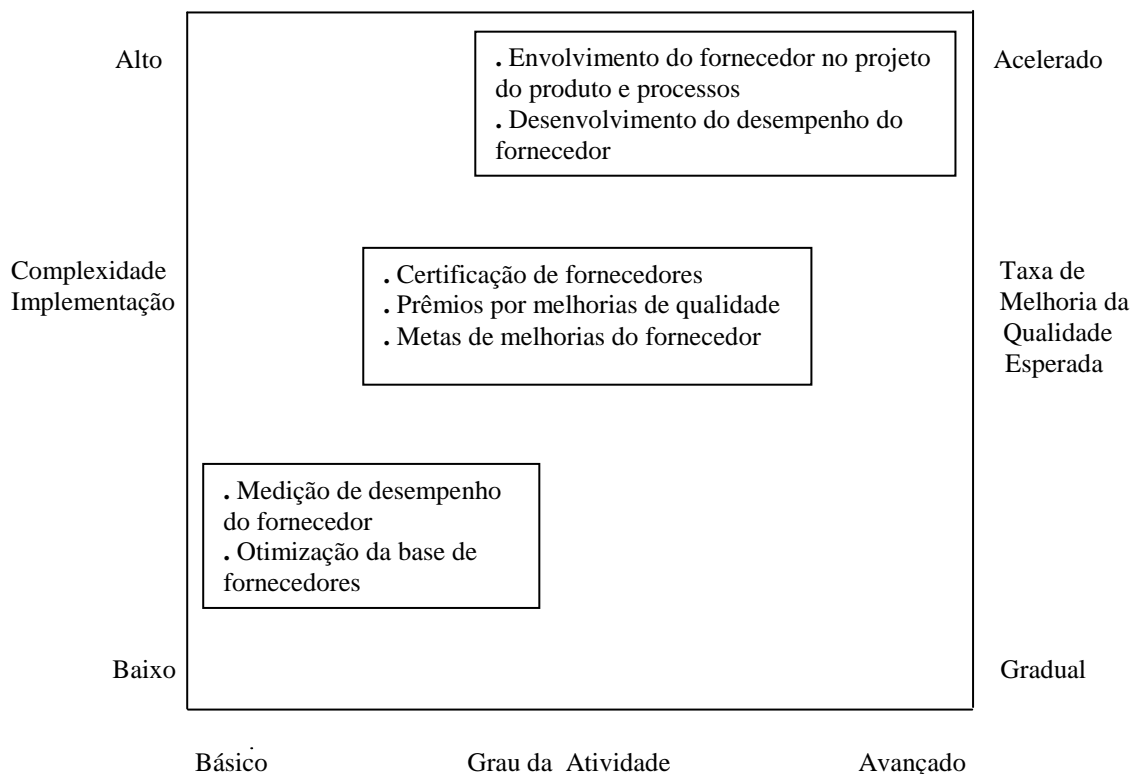 Alto
. Envolvimento do fornecedor no projeto
do produto e processos
. Desenvolvimento do desempenho do
fornecedor
Acelerado
Complexidade
Implementação
. Certificação de fornecedores
. Prêmios por melhorias de qualidade
. Metas de melhorias do fornecedor
Taxa de
Melhoria da
Qualidade
Esperada
. Medição de desempenho
do fornecedor
. Otimização da base de
fornecedores
Baixo
Gradual
Básico
Grau da Atividade
Avançado